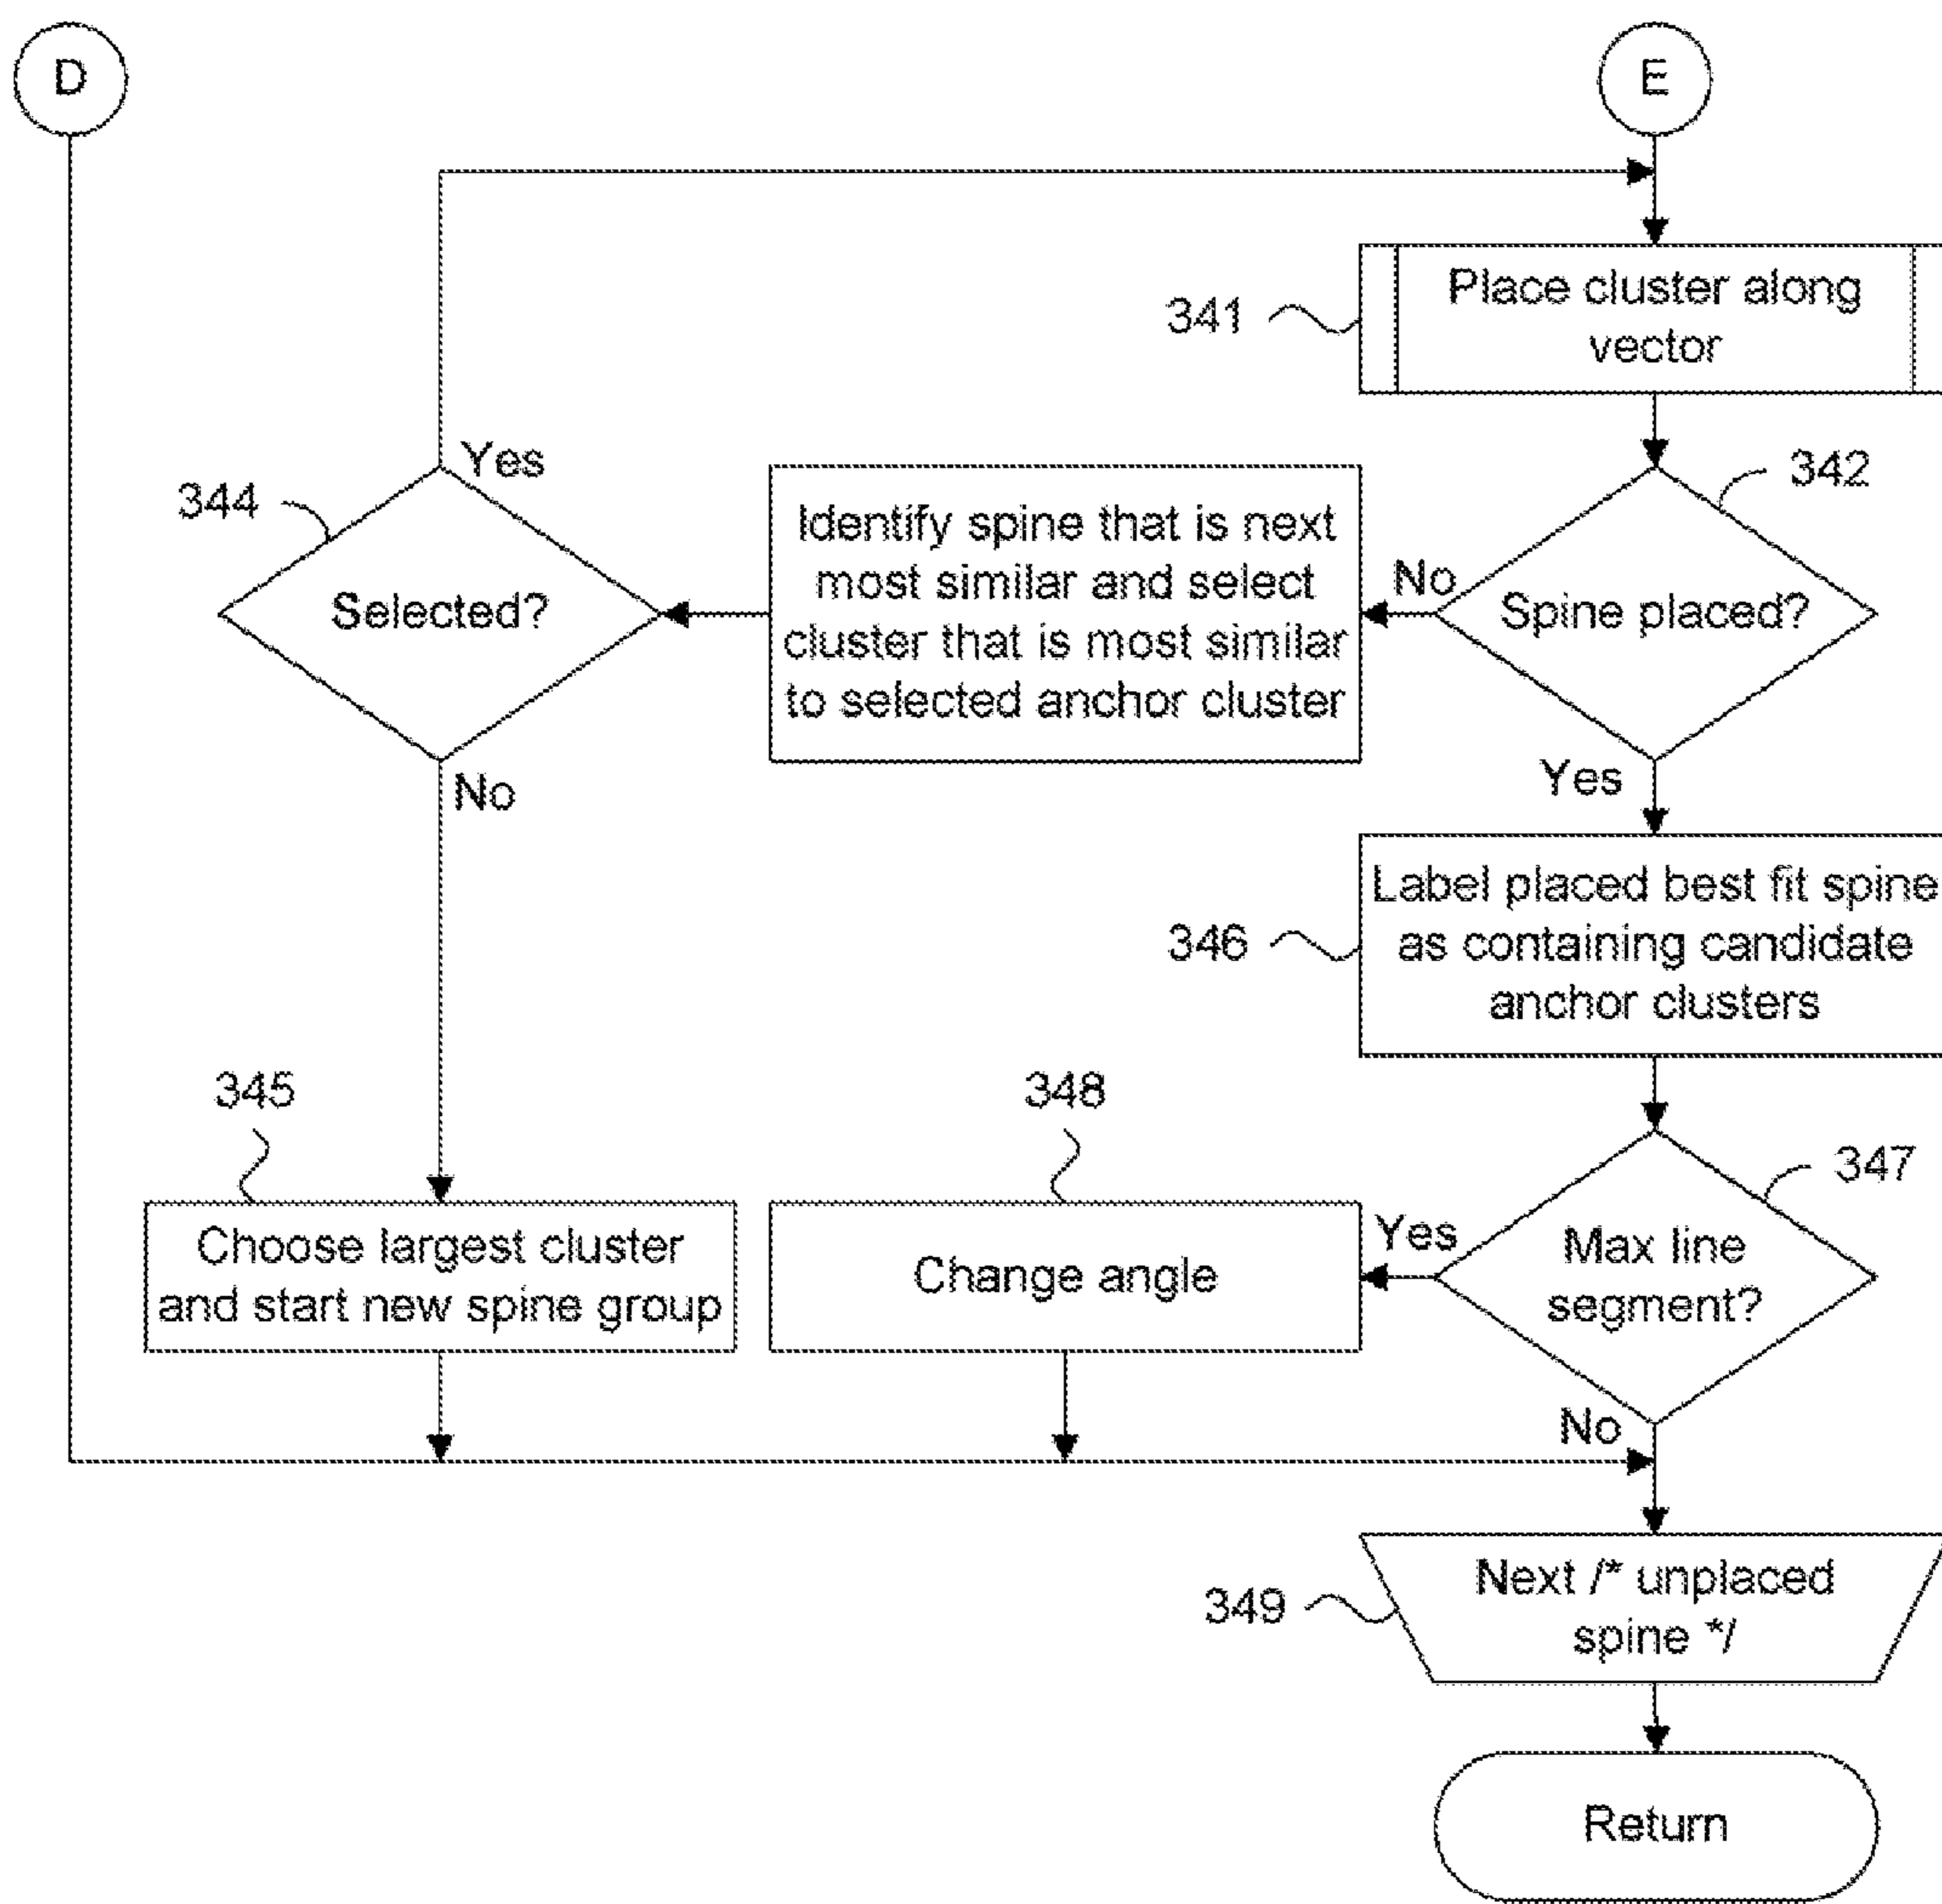 D
E
341
Place cluster along
vector
342
Spine placed?
No
Yes
Identify spine that is next
most similar and select
cluster that is most similar
to selected anchor cluster
344
Selected?
Yes
No
346
Label placed best fit spine
as containing candidate
anchor clusters
345
Choose largest cluster
and start new spine group
348
Change angle
347
Max line
segment?
Yes
No
349
Next /* unplaced
spine */
Return